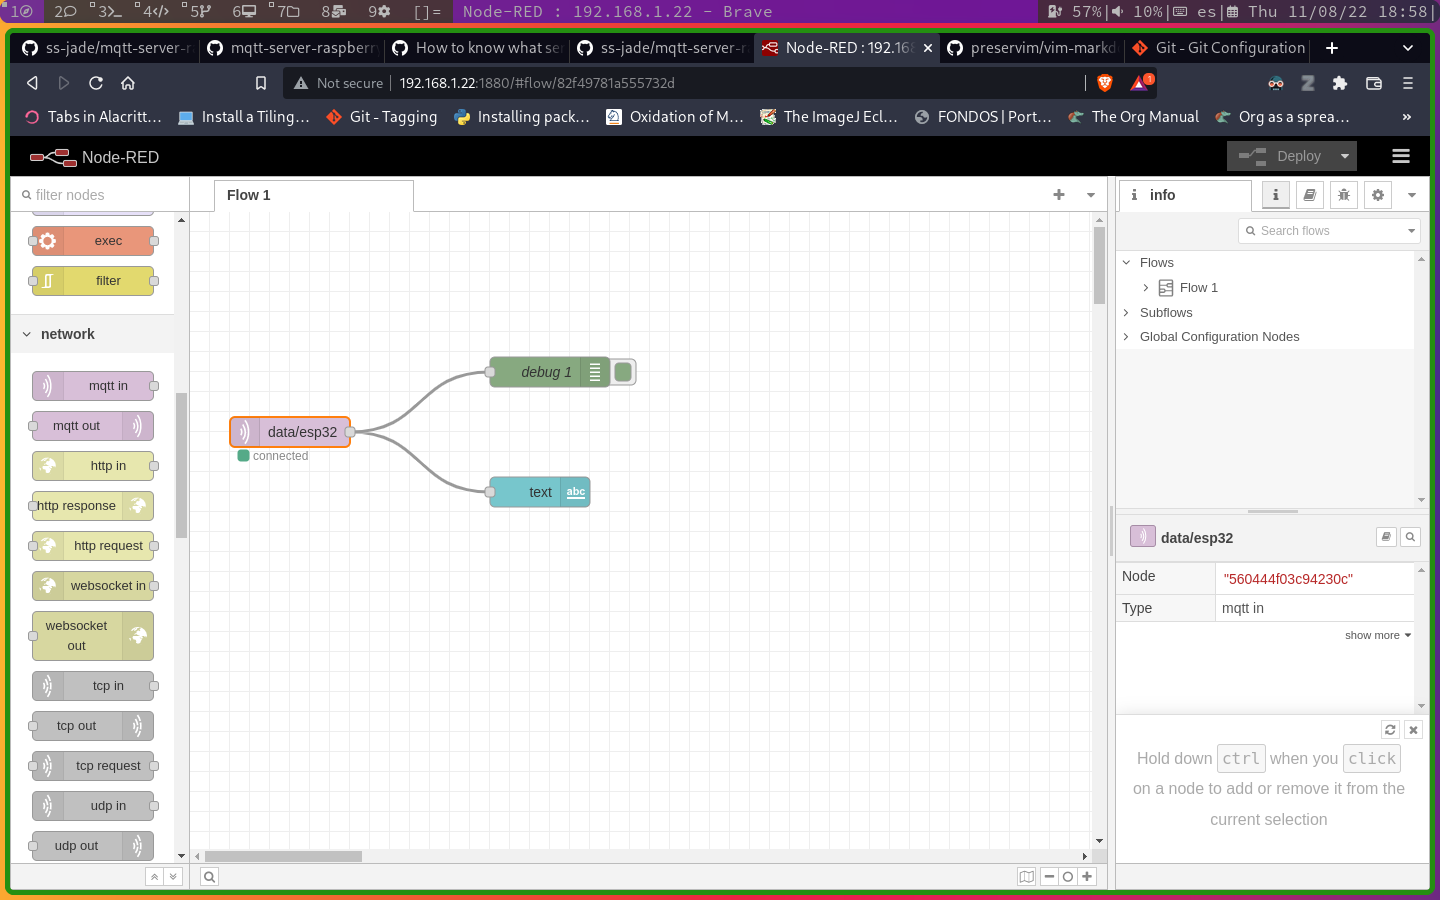 1 2 3 4 5 6 7 8 9 []= Node-RED : 192.168.1.22 - Brave 57%| 10%| es| Thu 11/08/22 18:58|
ss-jade/mqtt-server-r mqtt-server-raspberry How to know what se ss-jade/mqtt-server-r Node-RED : 192.16 preservim/vim-markd Git - Git Configuration
Not secure 192.168.1.22:1880/#flow/82f49781a555732d 1
Tabs in Alacritt… Install a Tiling… Git - Tagging Installing pack… Oxidation of M… The ImageJ Ecl… FONDOS | Port… The Org Manual Org as a sprea… »
Node-RED Deploy
filter nodes Flow 1 info
Search flows
exec
filter
Flows
Flow 1
Subflows
Global Configuration Nodes
network
mqtt in
mqtt out
http in
http response
http request
websocket in
websocket
out
tcp in
tcp out
tcp request
udp in
udp out
debug 1
data/esp32
connected
text abc
data/esp32
Node "560444f03c94230c"
Type mqtt in
show more
Hold down ctrl when you click
on a node to add or remove it from the
current selection